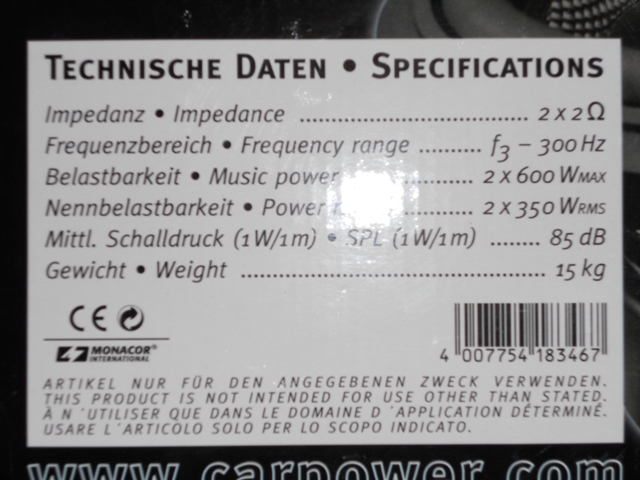 TECHNISCHE DATEN • SPECIFICATIONS
Impedanz • Impedance ........................................ 2 x 2 Ω
Frequenzbereich • Frequency range .......... f3 – 300 Hz
Belastbarkeit • Music power ............ 2 x 600 WMAX
Nennbelastbarkeit • Power ............ 2 x 350 WRMS
Mittl. Schalldruck (1W/1m) • SPL (1W/1m) ........ 85 dB
Gewicht • Weight .................................................. 15 kg
CE
MONACOR®
INTERNATIONAL
4 007754 183467
ARTIKEL NUR FÜR DEN ANGEGEBENEN ZWECK VERWENDEN.
THIS PRODUCT IS NOT INTENDED FOR USE OTHER THAN STATED.
À N´UTILISER QUE DANS LE DOMAINE D´APPLICATION DÉTERMINÉ.
USARE L´ARTICOLO SOLO PER LO SCOPO INDICATO.
www.carpower.com